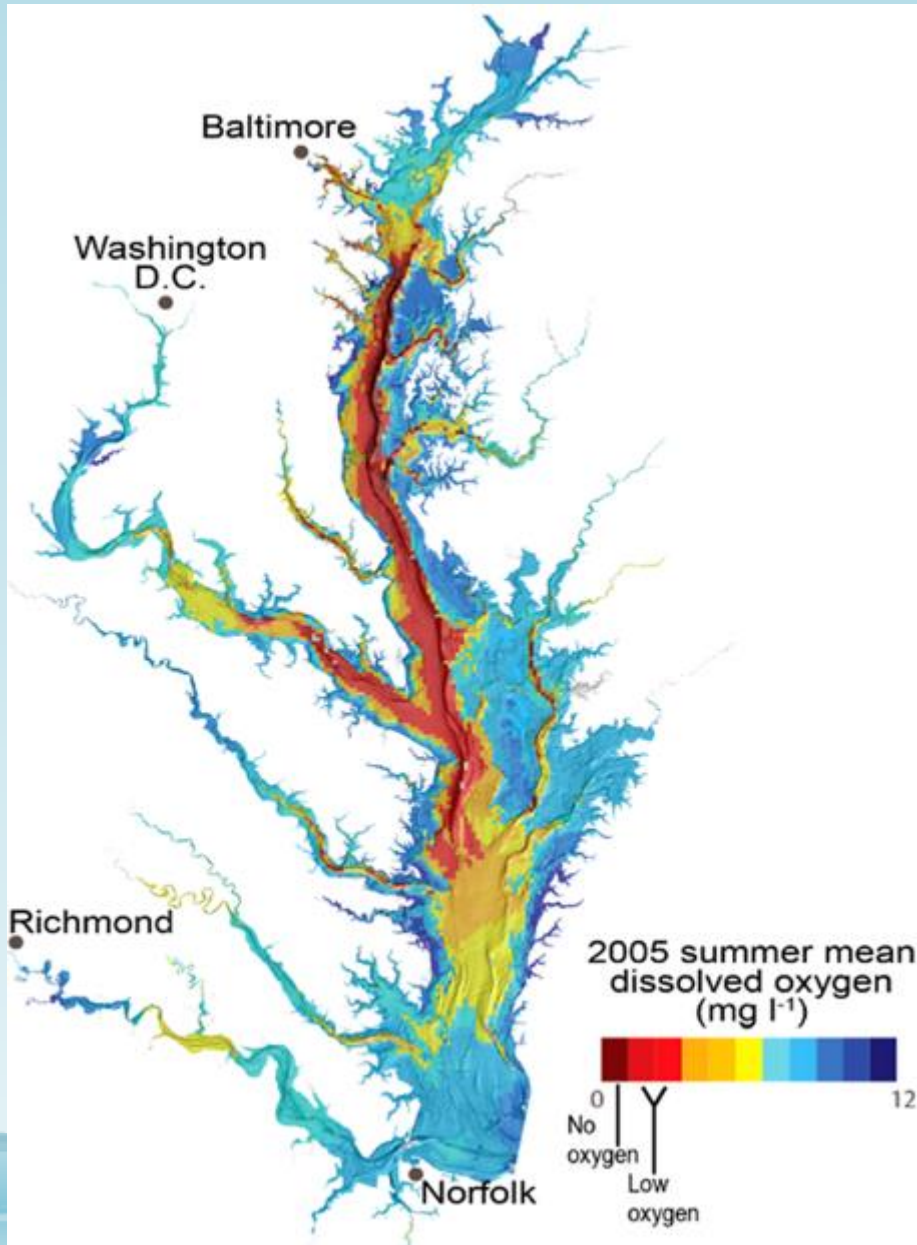 Baltimore
Washington
D.C.
Richmond
2005 summer mean
dissolved oxygen
(mg l⁻¹)
0
12
No
oxygen
Low
oxygen
Norfolk